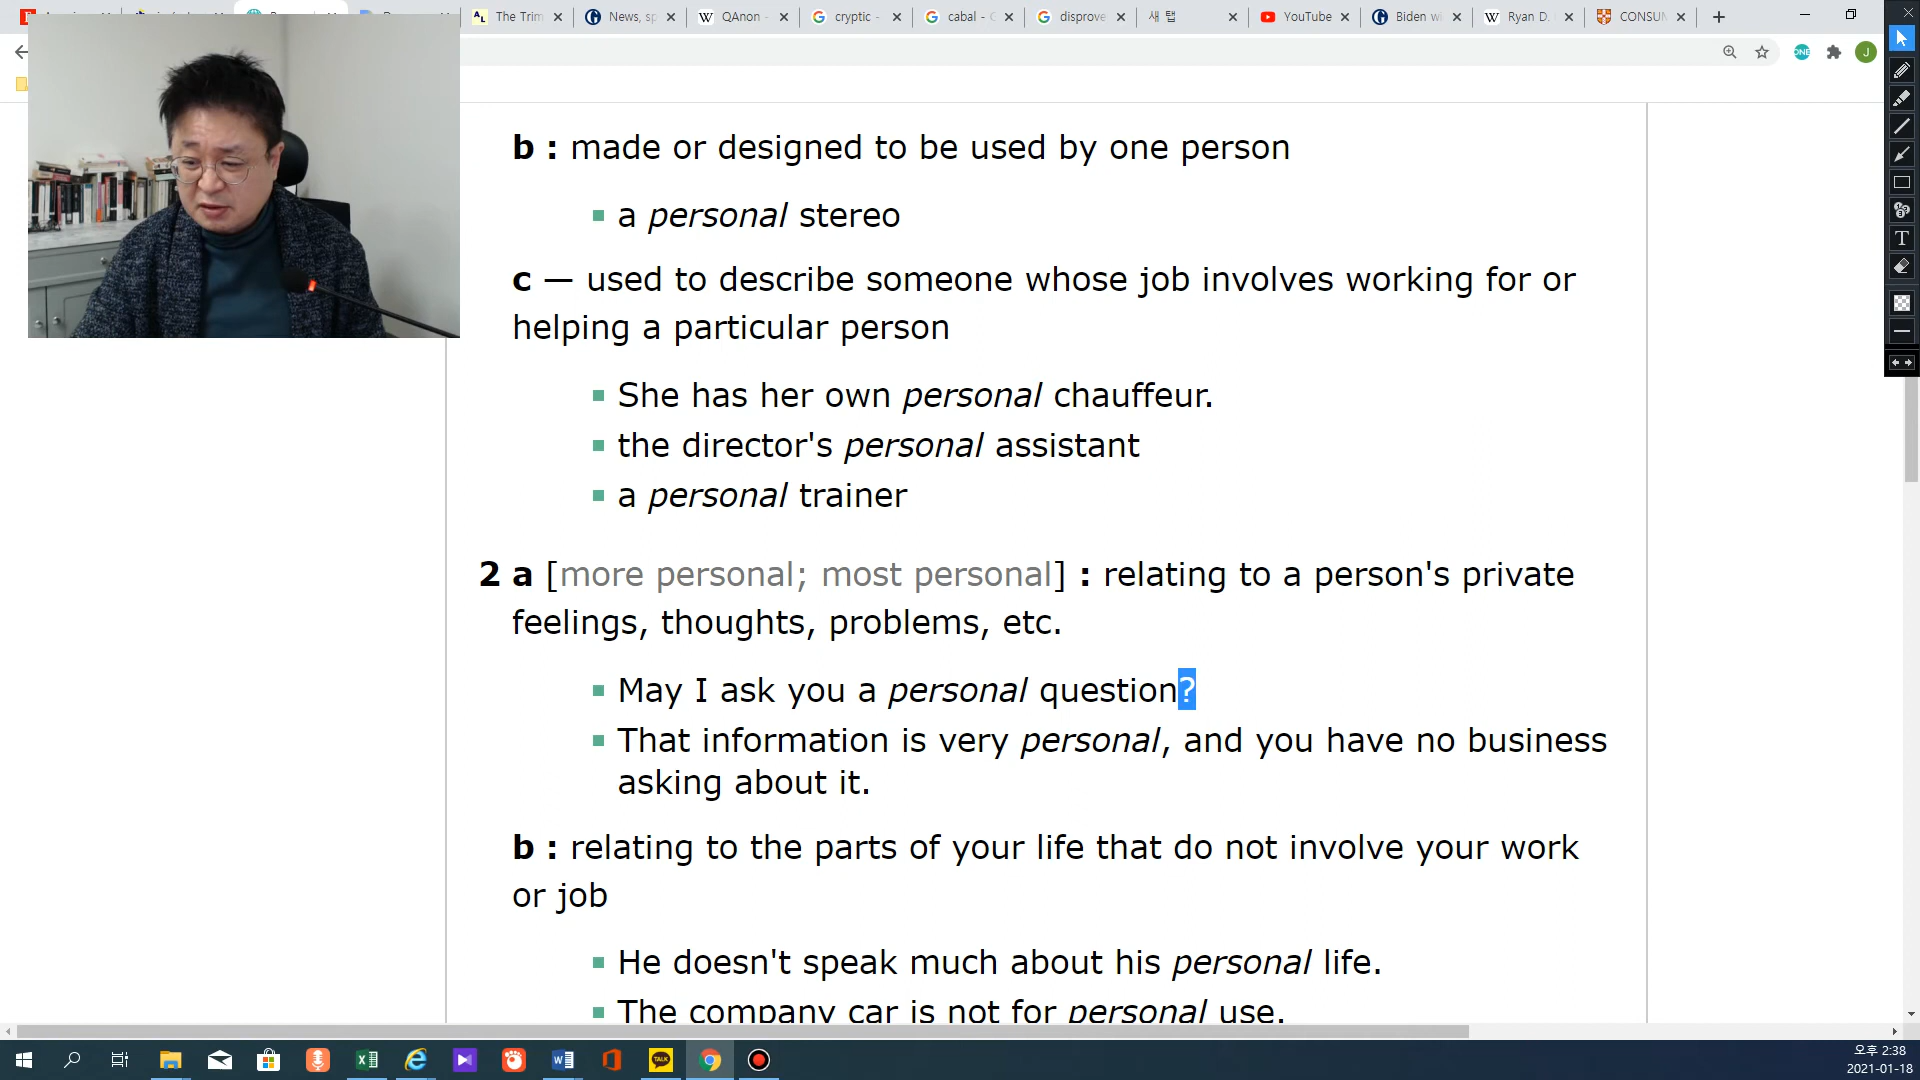 The Trim
News, sp
QAnon -
cryptic -
cabal - G
disprove
새 탭
YouTube
Biden w
Ryan D.
CONSUN
b : made or designed to be used by one person
a personal stereo
c — used to describe someone whose job involves working for or
helping a particular person
She has her own personal chauffeur.
the director's personal assistant
a personal trainer
2 a [more personal; most personal] : relating to a person's private
feelings, thoughts, problems, etc.
May I ask you a personal question?
That information is very personal, and you have no business
asking about it.
b : relating to the parts of your life that do not involve your work
or job
He doesn't speak much about his personal life.
The company car is not for personal use.
오후 2:38
2021-01-18